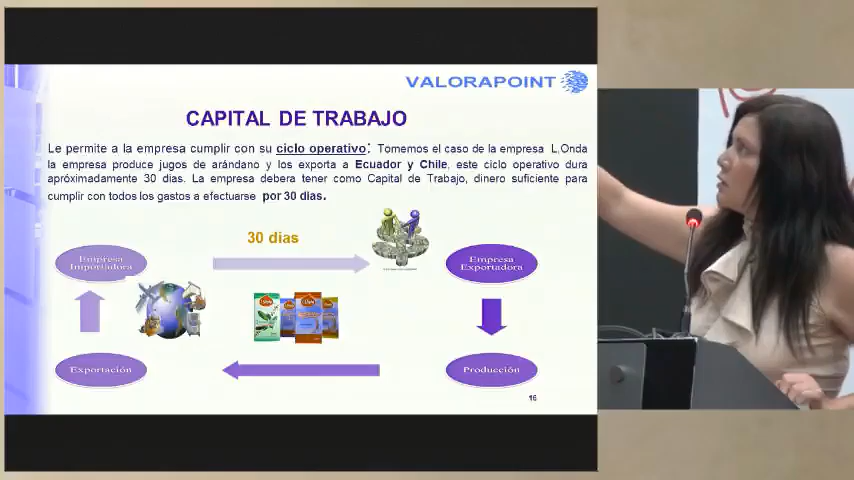 VALORAPOINT
CAPITAL DE TRABAJO
Le permite a la empresa cumplir con su ciclo operativo: Tomemos el caso de la empresa L,Onda
la empresa produce jugos de arándano y los exporta a Ecuador y Chile, este ciclo operativo dura
apróximadamente 30 dias. La empresa debera tener como Capital de Trabajo, dinero suficiente para
cumplir con todos los gastos a efectuarse por 30 dias.
30 dias
Empresa
Importadora
Empresa
Exportadora
Exportación
Producción
16